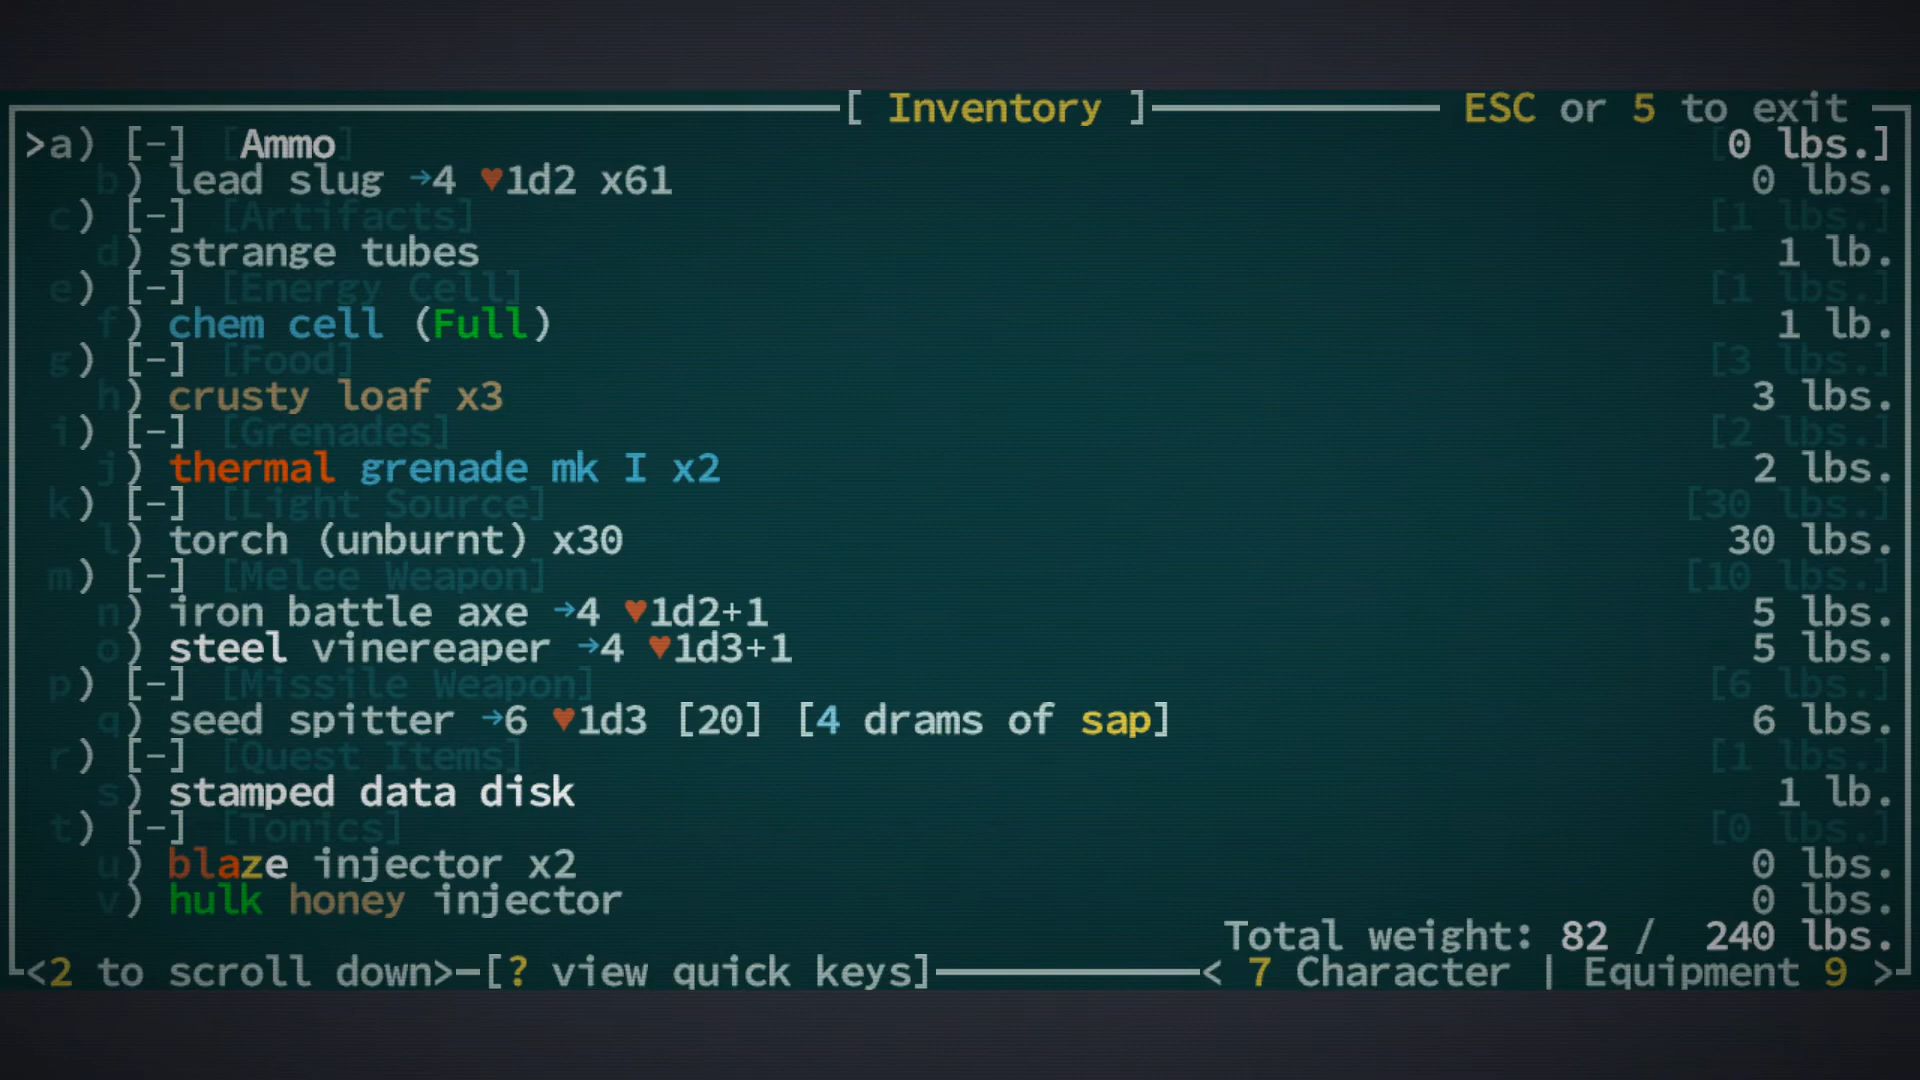 [ Inventory ] ESC or 5 to exit
>a) [-] [Ammo] [0 lbs.]
b) lead slug →4 ♥1d2 x61 0 lbs.
c) [-] [Artifacts] [1 lbs.]
d) strange tubes 1 lb.
e) [-] [Energy Cell] [1 lbs.]
f) chem cell (Full) 1 lb.
g) [-] [Food] [3 lbs.]
h) crusty loaf x3 3 lbs.
i) [-] [Grenades] [2 lbs.]
j) thermal grenade mk I x2 2 lbs.
k) [-] [Light Source] [30 lbs.]
l) torch (unburnt) x30 30 lbs.
m) [-] [Melee Weapon] [10 lbs.]
n) iron battle axe →4 ♥1d2+1 5 lbs.
o) steel vinereaper →4 ♥1d3+1 5 lbs.
p) [-] [Missile Weapon] [6 lbs.]
q) seed spitter →6 ♥1d3 [20] [4 drams of sap] 6 lbs.
r) [-] [Quest Items] [1 lbs.]
s) stamped data disk 1 lb.
t) [-] [Tonics] [0 lbs.]
u) blaze injector x2 0 lbs.
v) hulk honey injector 0 lbs.
Total weight: 82 / 240 lbs.
<2 to scroll down> [? view quick keys] < 7 Character | Equipment 9 >